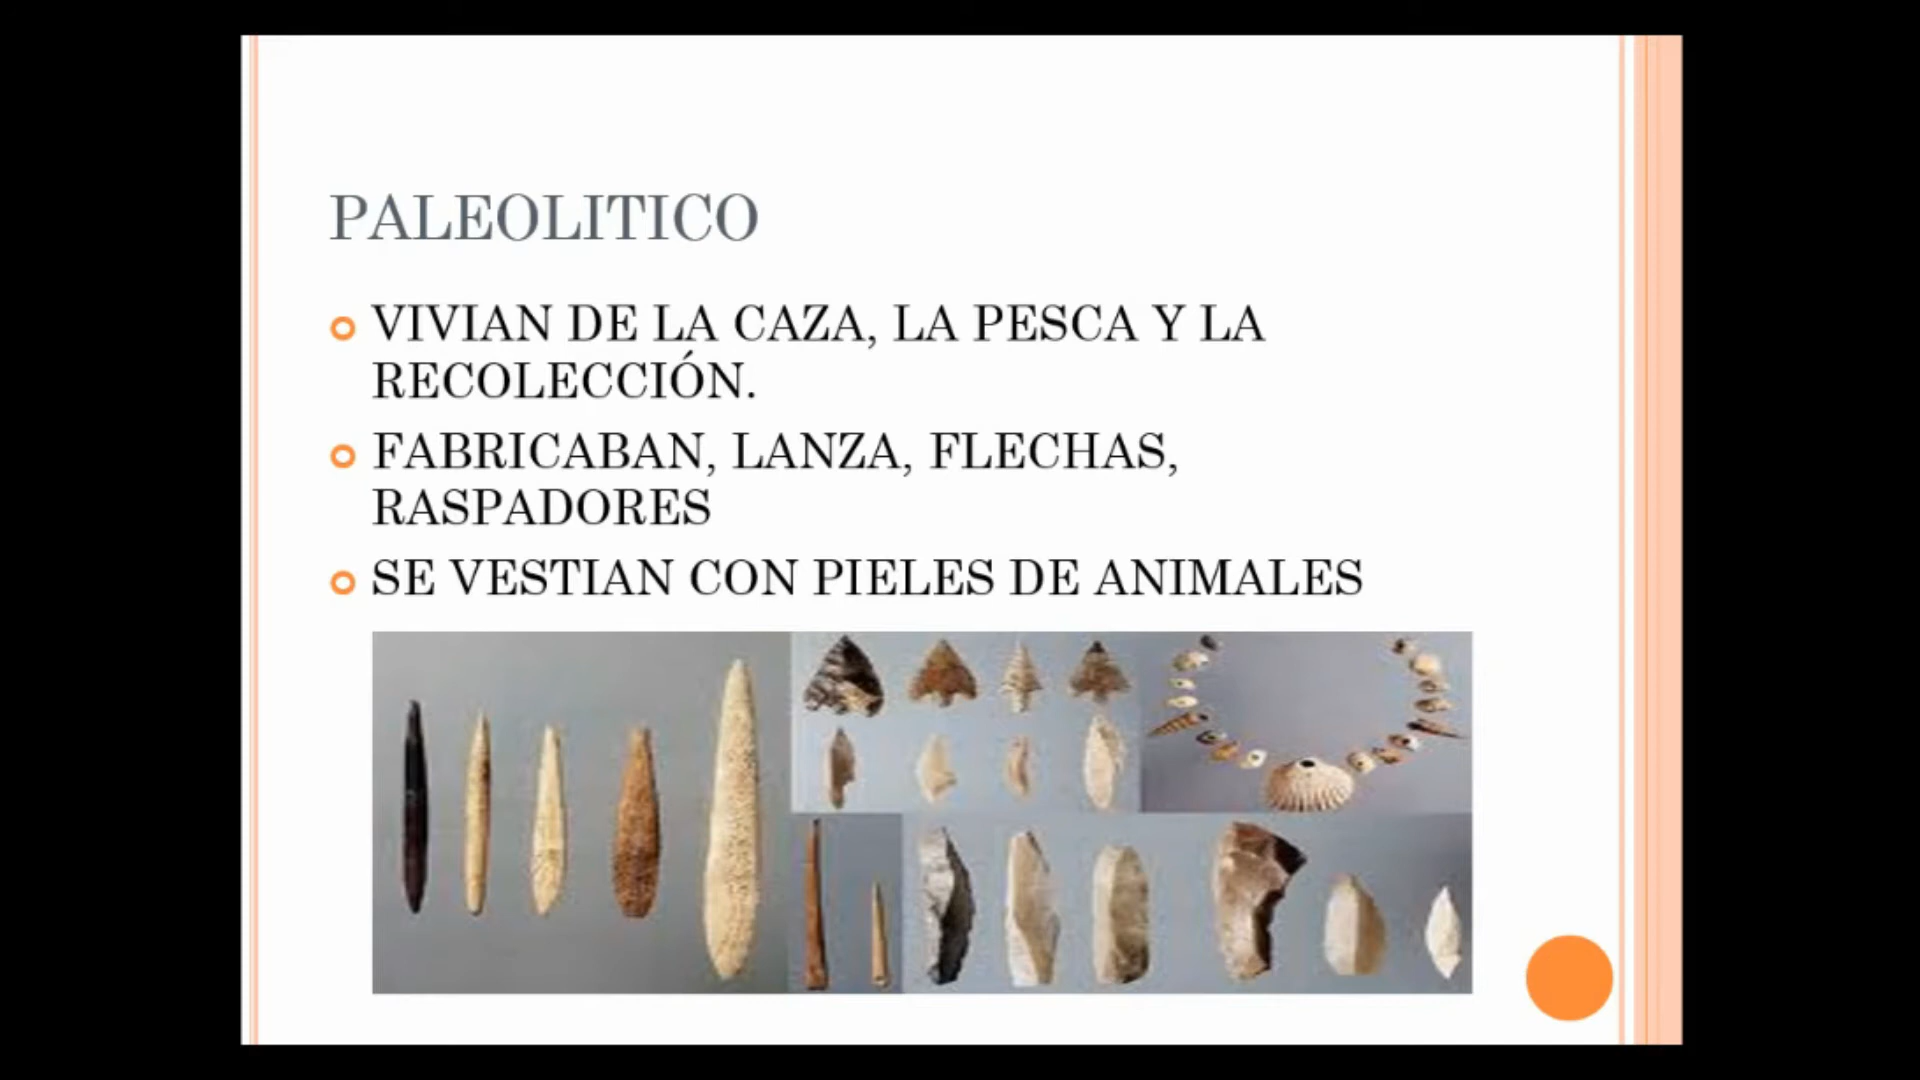 PALEOLITICO
VIVIAN DE LA CAZA, LA PESCA Y LA
RECOLECCIÓN.
FABRICABAN, LANZA, FLECHAS,
RASPADORES
SE VESTIAN CON PIELES DE ANIMALES